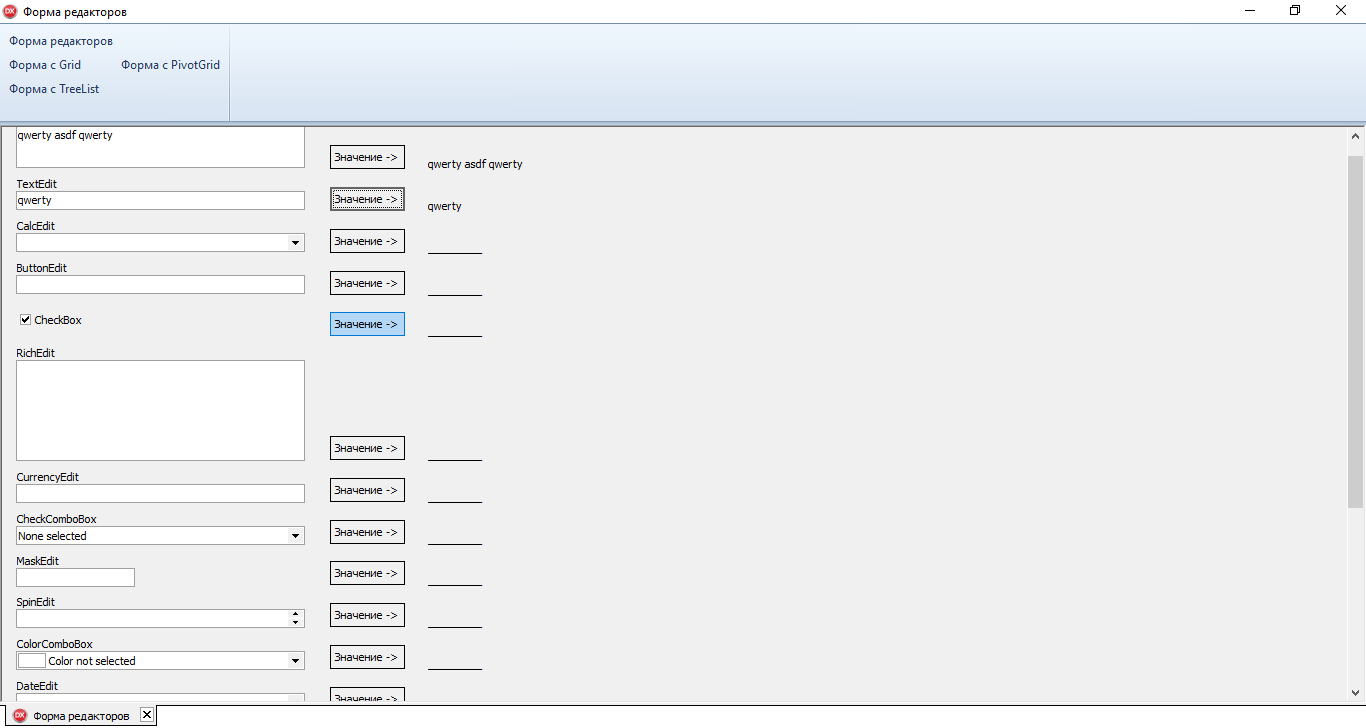 DX Форма редакторов
Форма редакторов
Форма с Grid Форма с PivotGrid
Форма с TreeList
qwerty asdf qwerty
Значение -> qwerty asdf qwerty
TextEdit
qwerty Значение -> qwerty
CalcEdit
Значение ->
ButtonEdit
Значение ->
CheckBox Значение ->
RichEdit
Значение ->
CurrencyEdit
Значение ->
CheckComboBox
None selected Значение ->
MaskEdit
Значение ->
SpinEdit
Значение ->
ColorComboBox
Color not selected Значение ->
DateEdit
Значение ->
DX Форма редакторов